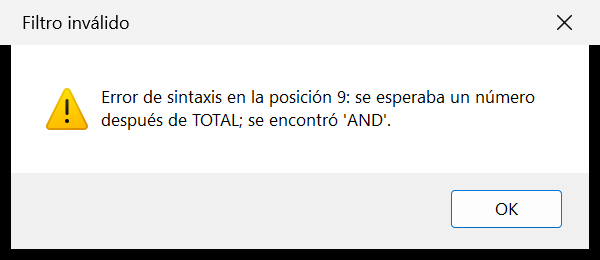 Filtro inválido
Error de sintaxis en la posición 9: se esperaba un número
después de TOTAL; se encontró 'AND'.
OK